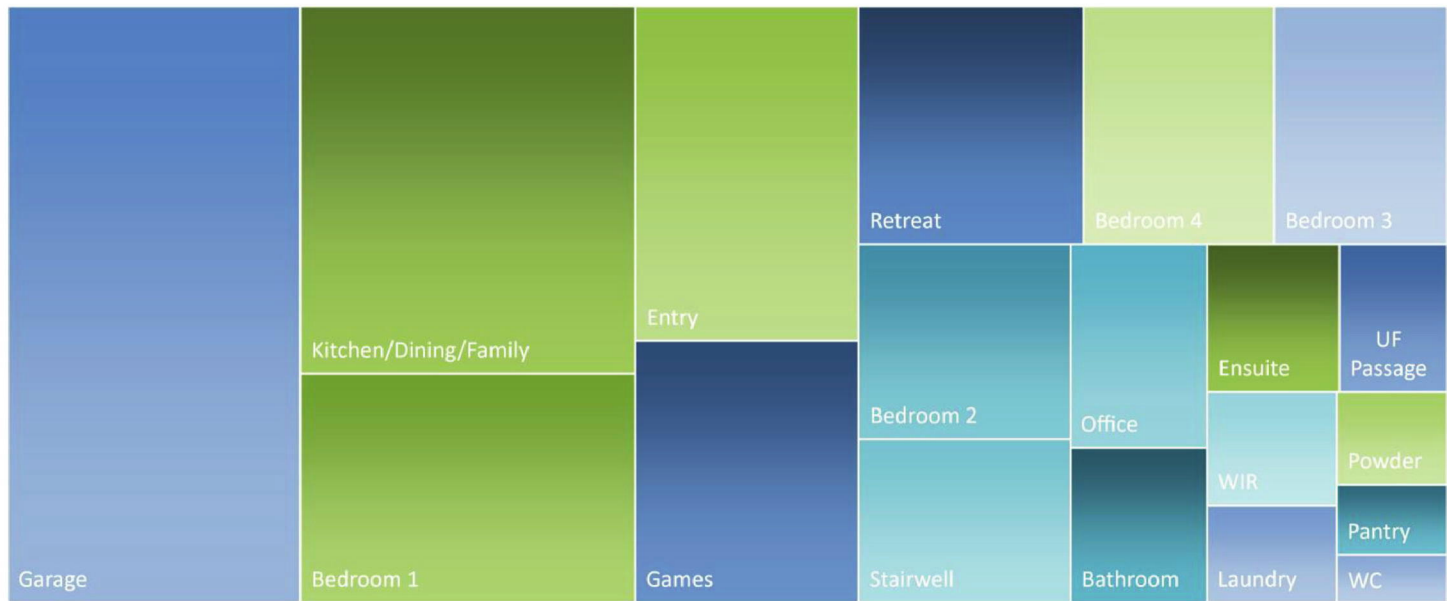 Garage
Kitchen/Dining/Family
Bedroom 1
Entry
Games
Retreat
Bedroom 4
Bedroom 3
Bedroom 2
Stairwell
Office
Bathroom
Ensuite
UF
Passage
WIR
Laundry
Powder
Pantry
WC